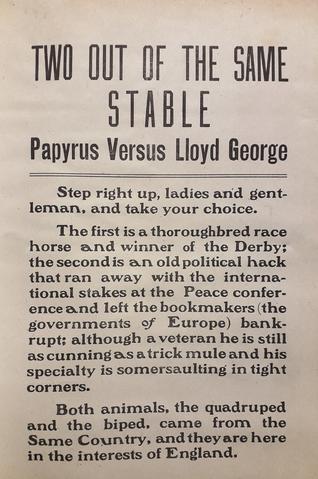 TWO OUT OF THE SAME
STABLE
Papyrus Versus Lloyd George
Step right up, ladies and gent-
leman, and take your choice.
The first is a thoroughbred race
horse and winner of the Derby;
the second is an old political hack
that ran away with the interna-
tional stakes at the Peace confer-
ence and left the bookmakers (the
governments of Europe) bank-
rupt; although a veteran he is still
as cunning as a trick mule and his
specialty is somersaulting in tight
corners.
Both animals, the quadruped
and the biped, came from the
Same Country, and they are here
in the interests of England.